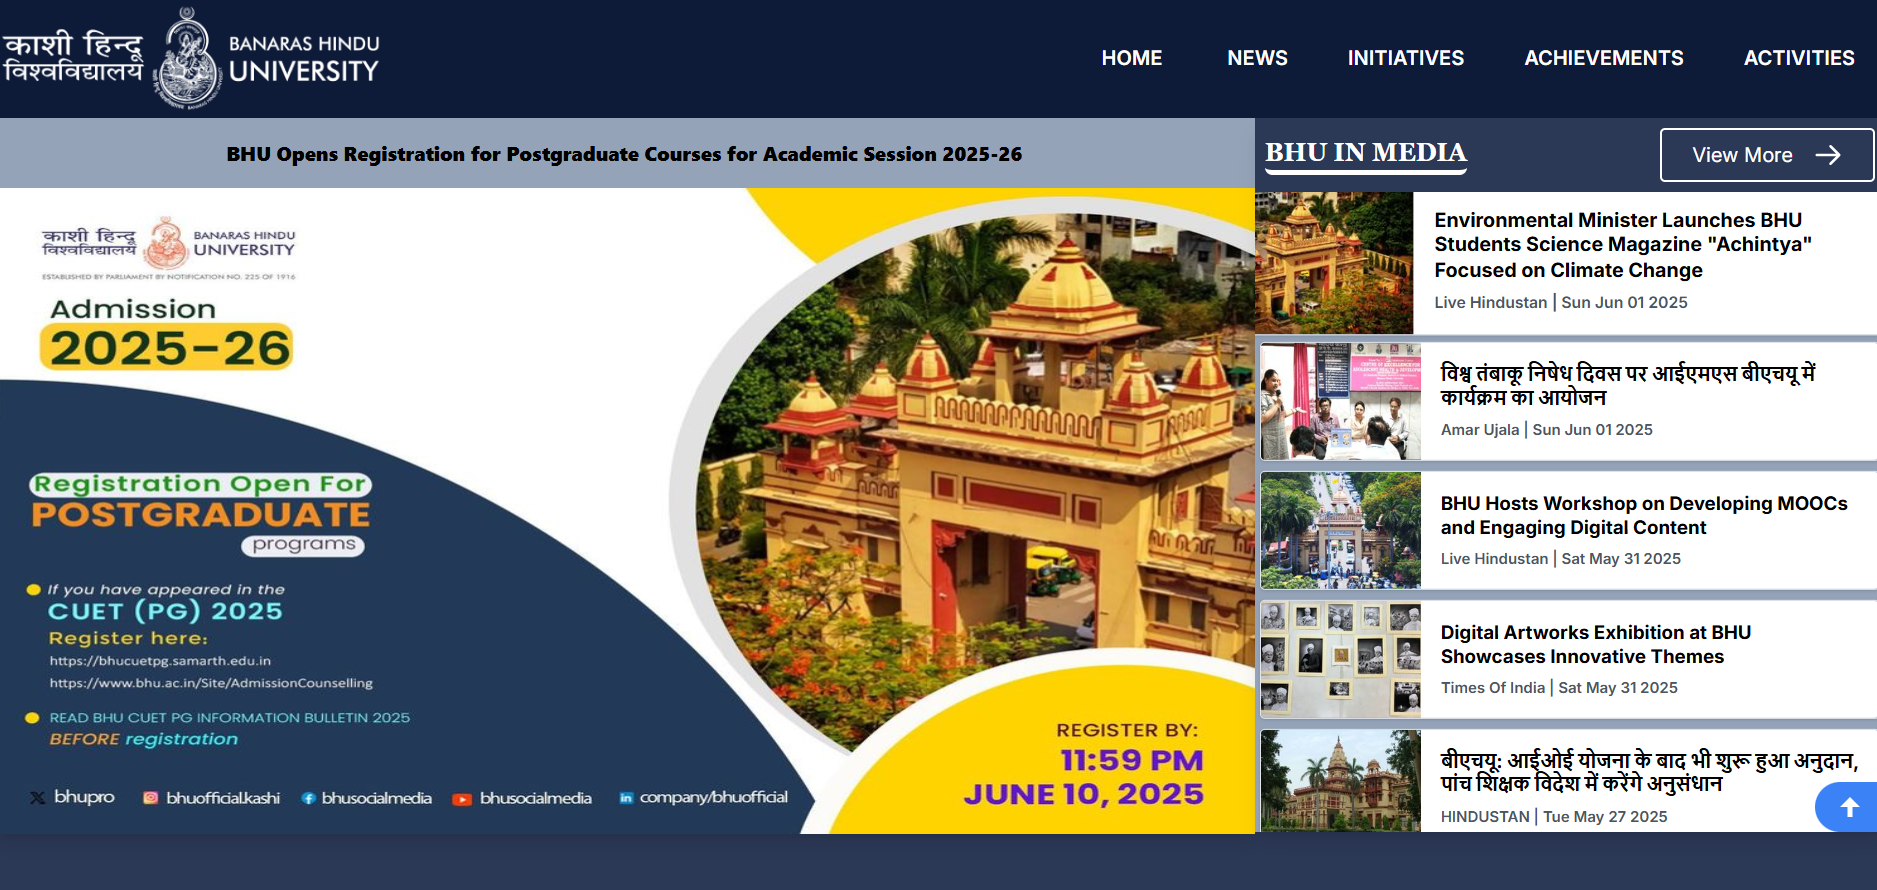 काशी हिन्दू
विश्वविद्यालय
BANARAS HINDU
UNIVERSITY
HOME
NEWS
INITIATIVES
ACHIEVEMENTS
ACTIVITIES
BHU Opens Registration for Postgraduate Courses for Academic Session 2025-26
काशी हिन्दू
विश्वविद्यालय
BANARAS HINDU
UNIVERSITY
ESTABLISHED BY PARLIAMENT BY NOTIFICATION NO. 225 OF 1916
Admission
2025-26
Registration Open For
POSTGRADUATE
programs
If you have appeared in the
CUET (PG) 2025
Register here:
https://bhucuetpg.samarth.edu.in
https://www.bhu.ac.in/Site/AdmissionCounselling
READ BHU CUET PG INFORMATION BULLETIN 2025
BEFORE registration
bhupro
bhuofficial.kashi
bhusocialmedia
bhusocialmedia
company/bhuofficial
REGISTER BY:
11:59 PM
JUNE 10, 2025
BHU IN MEDIA
View More
Environmental Minister Launches BHU
Students Science Magazine "Achintya"
Focused on Climate Change
Live Hindustan | Sun Jun 01 2025
विश्व तंबाकू निषेध दिवस पर आईएमएस बीएचयू में
कार्यक्रम का आयोजन
Amar Ujala | Sun Jun 01 2025
BHU Hosts Workshop on Developing MOOCs
and Engaging Digital Content
Live Hindustan | Sat May 31 2025
Digital Artworks Exhibition at BHU
Showcases Innovative Themes
Times Of India | Sat May 31 2025
बीएचयू: आईओई योजना के बाद भी शुरू हुआ अनुदान,
पांच शिक्षक विदेश में करेंगे अनुसंधान
HINDUSTAN | Tue May 27 2025